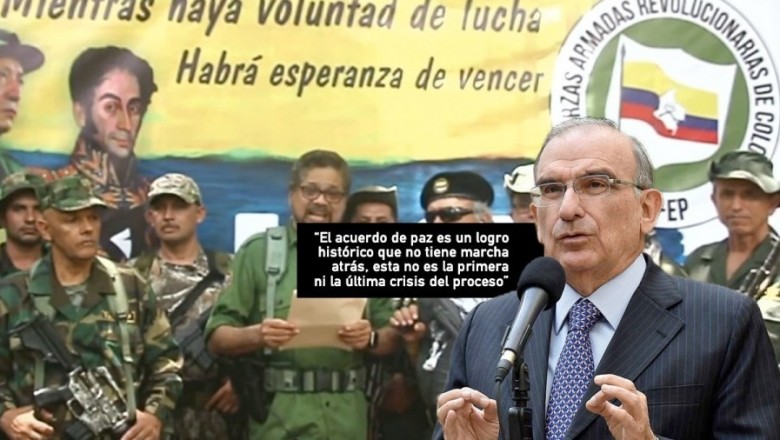 Mientras haya voluntad de lucha
Habrá esperanza de vencer
FUERZAS ARMADAS REVOLUCIONARIAS DE COLO
-EP
“El acuerdo de paz es un logro
histórico que no tiene marcha
atrás, esta no es la primera
ni la última crisis del proceso”